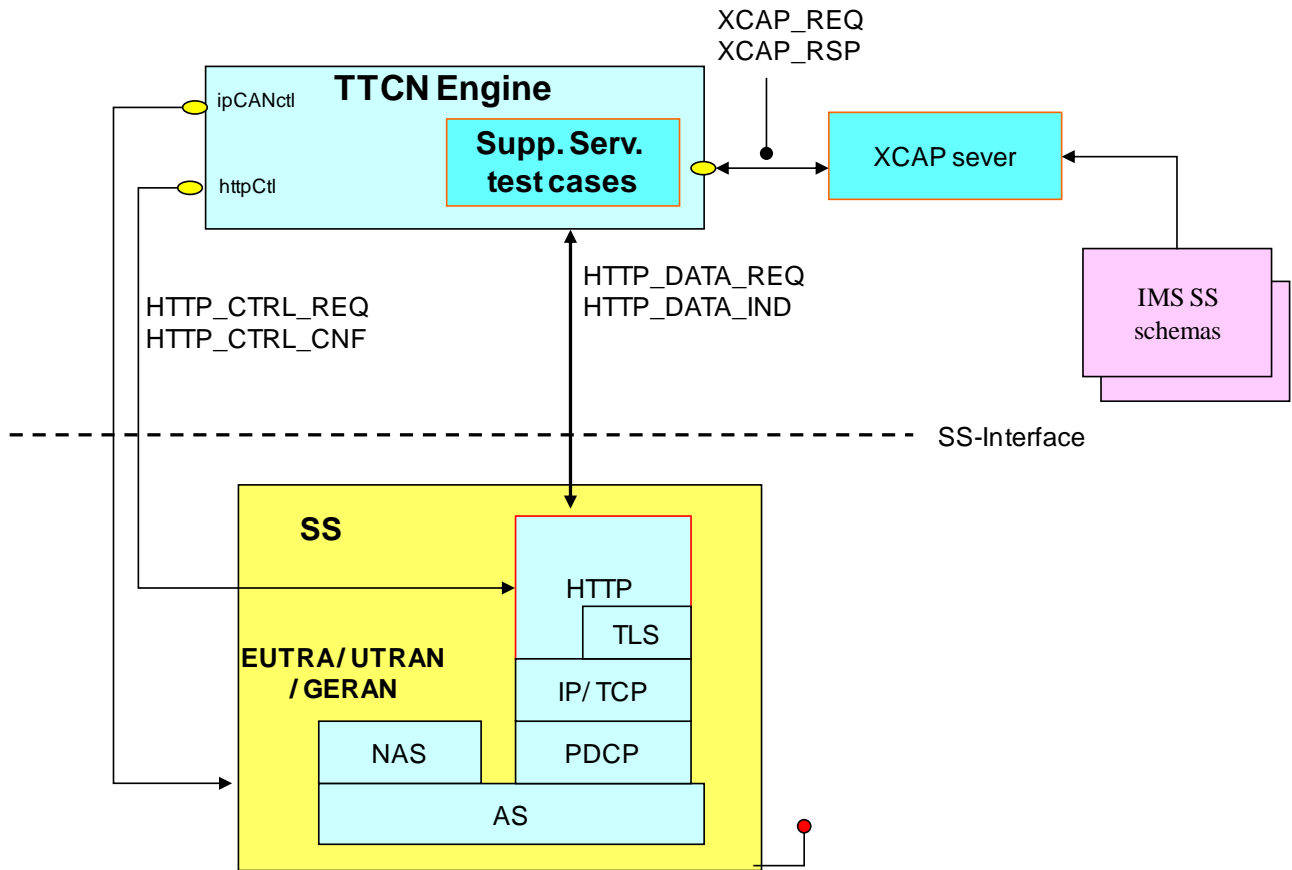 XCAP_REQ
XCAP_RSP
TTCN Engine
ipCANctl
httpCtl
Supp. Serv.
test cases
XCAP sever
HTTP_CTRL_REQ
HTTP_CTRL_CNF
HTTP_DATA_REQ
HTTP_DATA_IND
IMS SS
schemas
SS-Interface
SS
HTTP
TLS
EUTRA/ UTRAN
/ GERAN
IP/ TCP
NAS
PDCP
AS